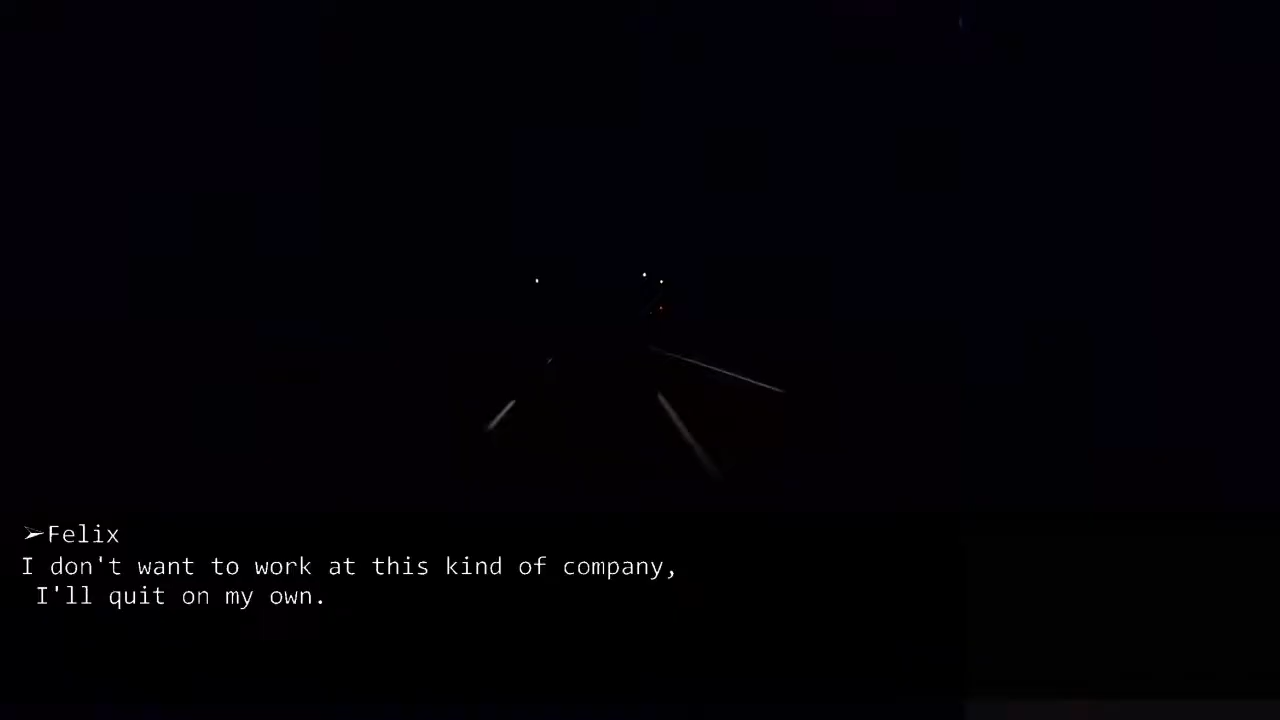 ➢Felix
I don't want to work at this kind of company,
I'll quit on my own.